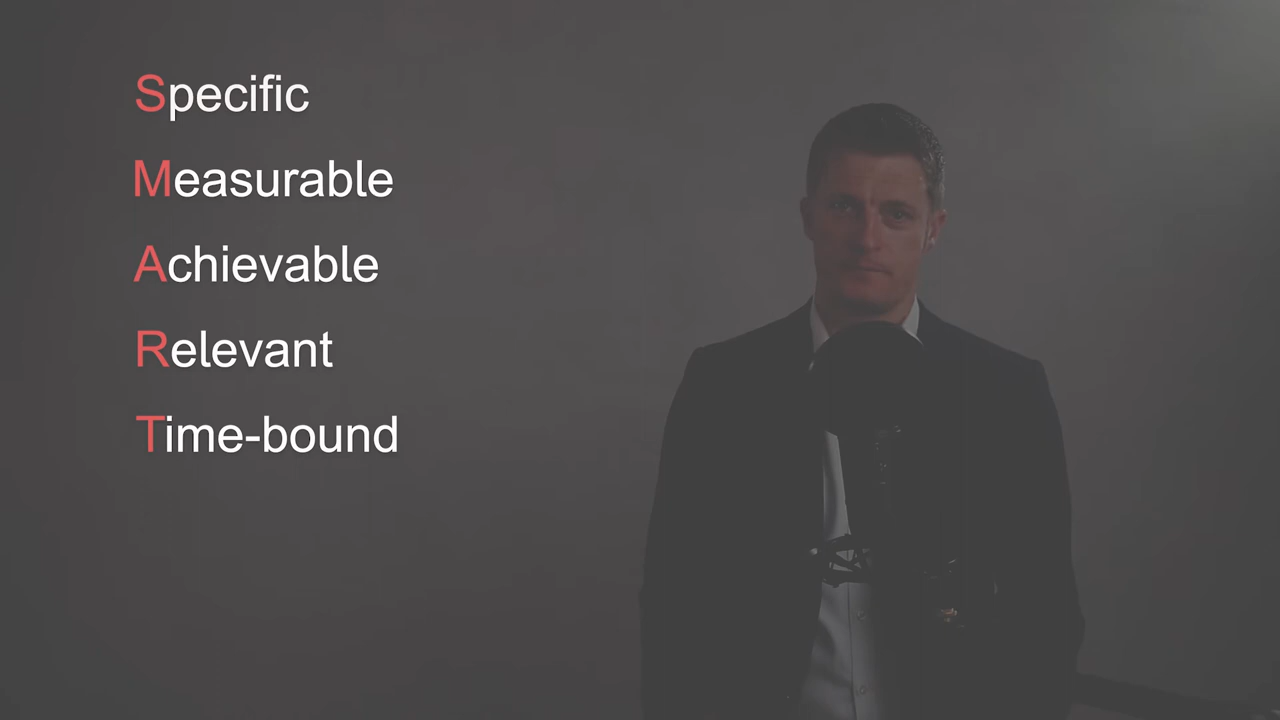 Specific
Measurable
Achievable
Relevant
Time-bound